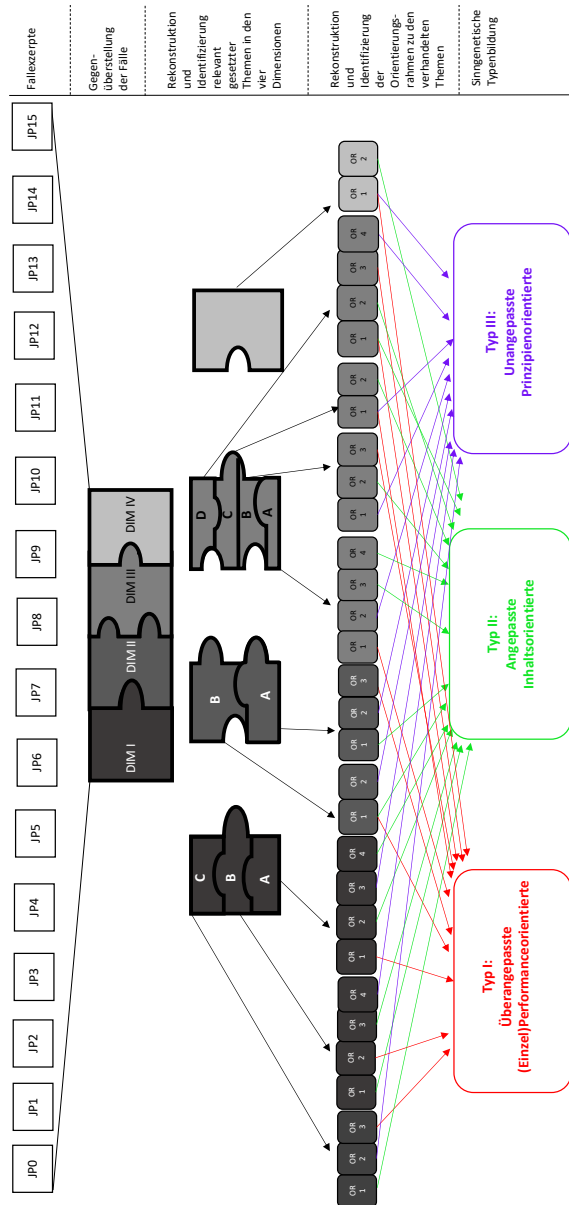 JP0
JP1
JP2
JP3
JP4
JP5
JP6
JP7
JP8
JP9
JP10
JP11
JP12
JP13
JP14
JP15
Fallexzerpte
DIM I
DIM II
DIM III
DIM IV
Gegen-
überstellung
der Fälle
C
B
A
B
A
D
C
B
A
Rekonstruktion
und
Identifizierung
relevant
gesetzter
Themen in den
vier
Dimensionen
OR
1
OR
2
OR
3
OR
1
OR
2
OR
3
OR
4
OR
1
OR
2
OR
3
OR
4
OR
1
OR
2
OR
1
OR
2
OR
3
OR
1
OR
2
OR
3
OR
4
OR
1
OR
2
OR
3
OR
1
OR
2
OR
1
OR
2
OR
3
OR
4
OR
1
OR
2
Rekonstruktion
und
Identifizierung
der
Orientierungs-
rahmen zu den
verhandelten
Themen
Typ I:
Überangepasste
(Einzel)Performanceorientierte
Typ II:
Angepasste
Inhaltsorientierte
Typ III:
Unangepasste
Prinzipienorientierte
Sinngenetische
Typenbildung